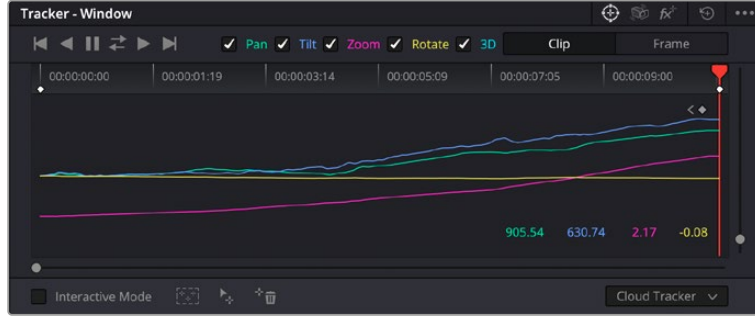 Tracker - Window
Pan Tilt Zoom Rotate 3D Clip Frame
00:00:00:00 00:00:01:19 00:00:03:14 00:00:05:09 00:00:07:05 00:00:09:00
905.54 630.74 2.17 -0.08
Interactive Mode Cloud Tracker